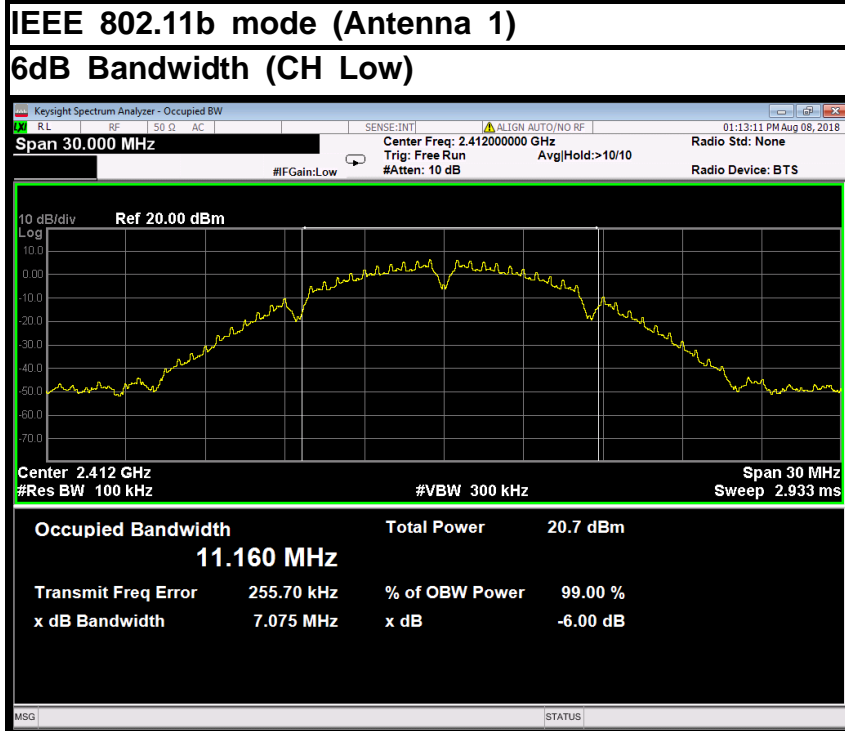 IEEE 802.11b mode (Antenna 1)
6dB Bandwidth (CH Low)
Keysight Spectrum Analyzer - Occupied BW
LXI RL RF 50 Ω AC SENSE:INT ALIGN AUTO/NO RF 01:13:11 PM Aug 08, 2018
Span 30.000 MHz Center Freq: 2.412000000 GHz Radio Std: None
Trig: Free Run Avg|Hold:>10/10
#IFGain:Low #Atten: 10 dB Radio Device: BTS
10 dB/div Ref 20.00 dBm
Log
10.0
0.00
-10.0
-20.0
-30.0
-40.0
-50.0
-60.0
-70.0
Center 2.412 GHz Span 30 MHz
#Res BW 100 kHz #VBW 300 kHz Sweep 2.933 ms
Occupied Bandwidth Total Power 20.7 dBm
11.160 MHz
Transmit Freq Error 255.70 kHz % of OBW Power 99.00 %
x dB Bandwidth 7.075 MHz x dB -6.00 dB
MSG STATUS